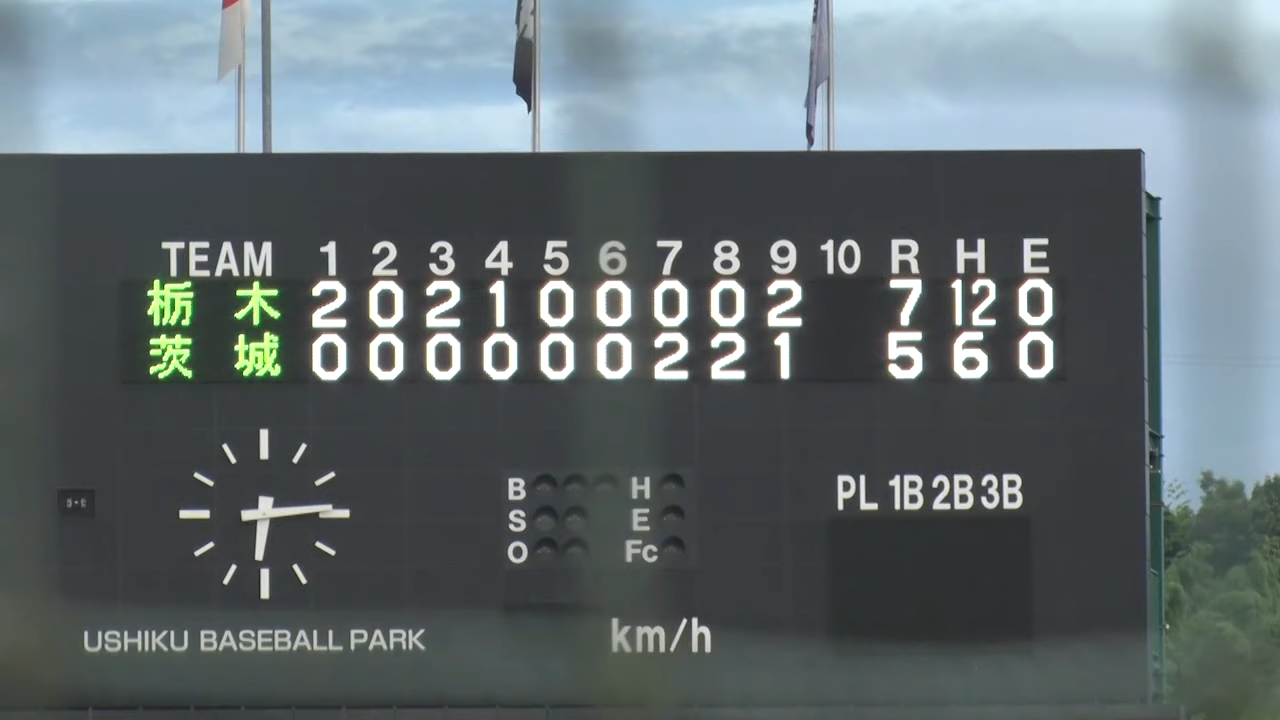 TEAM 1 2 3 4 5 6 7 8 9 10 R H E
栃木 2 0 2 1 0 0 0 0 2 7 12 0
茨城 0 0 0 0 0 0 2 2 1 5 6 0
B H
S E
O Fc
PL 1B 2B 3B
USHIKU BASEBALL PARK
km/h